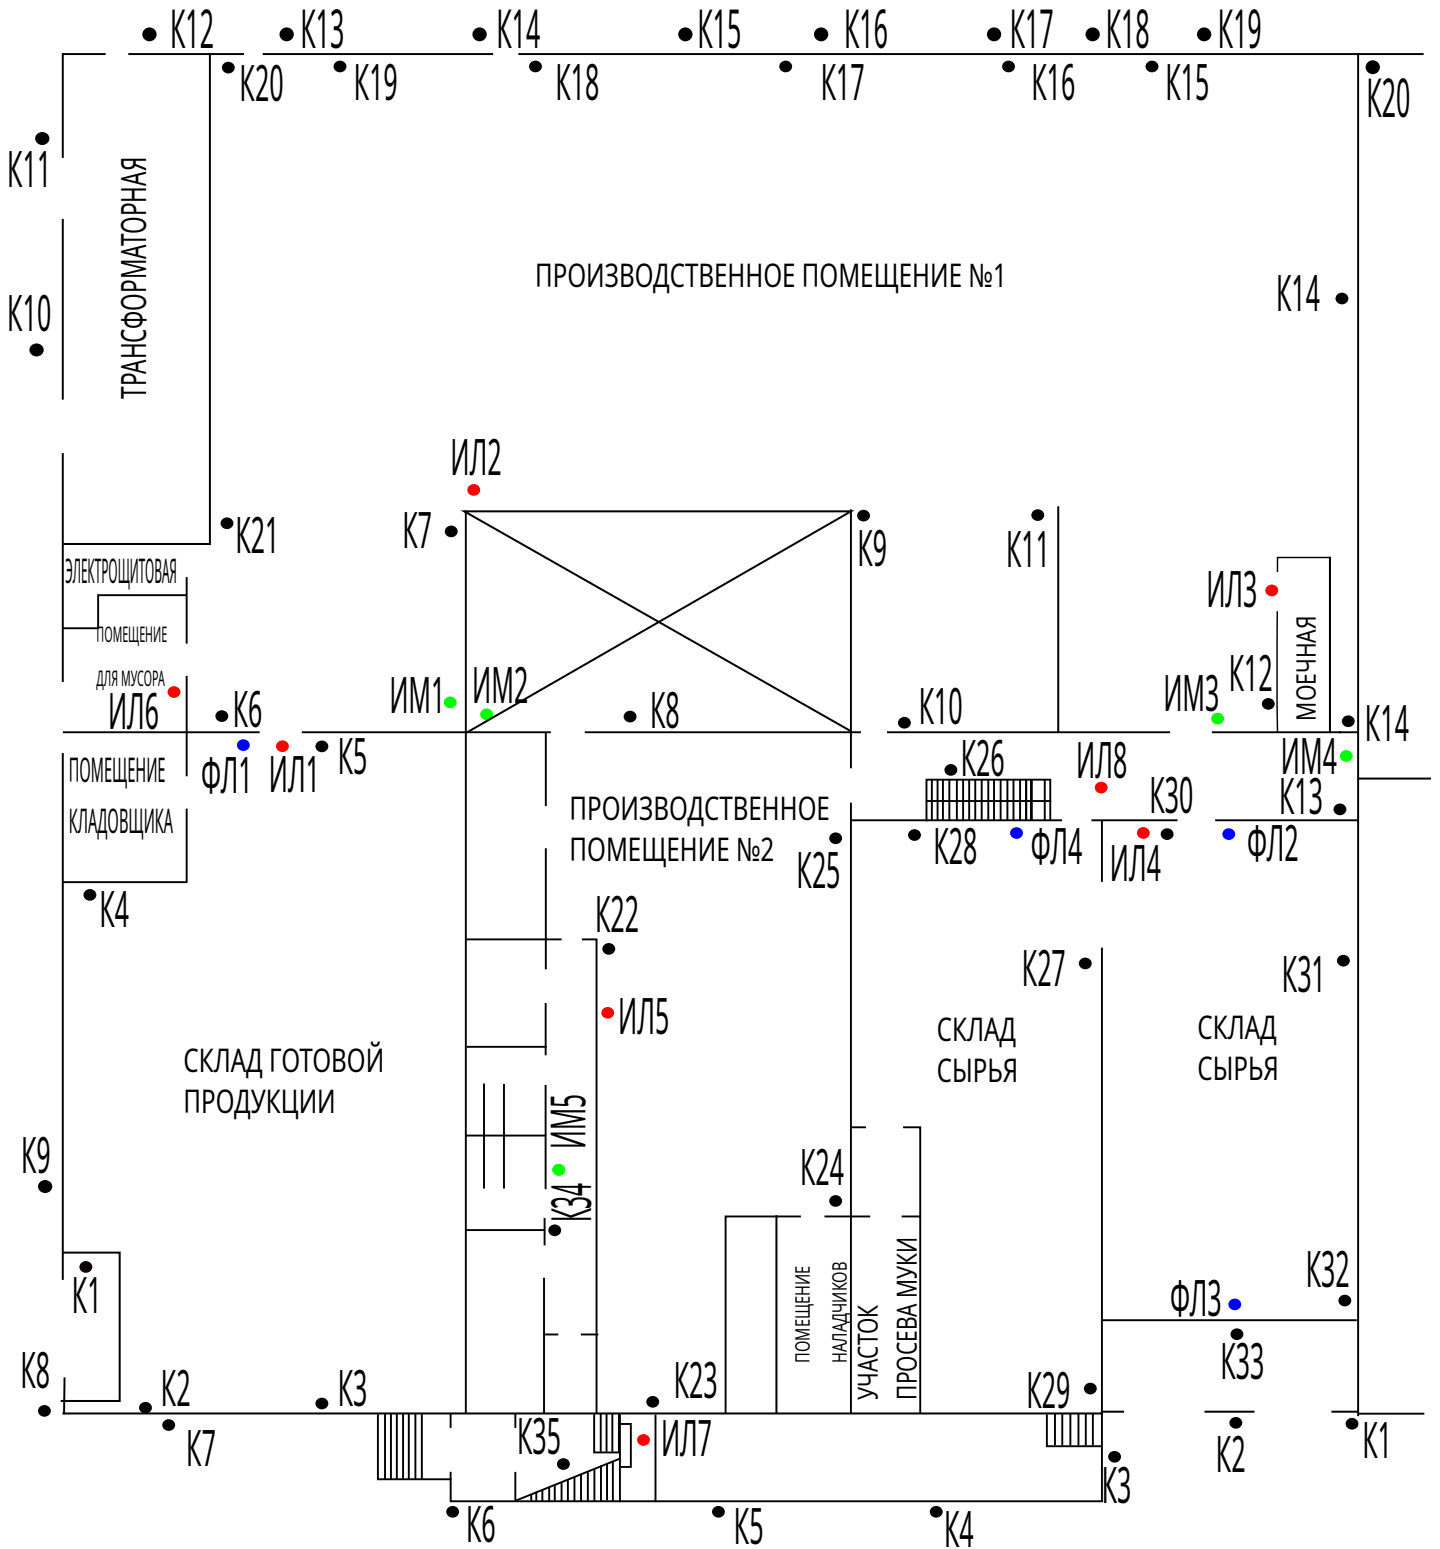 К12
К13
К14
К15
К16
К17
К18
К19
К20
К19
К18
К17
К16
К15
К20
К11
ТРАНСФОРМАТОРНАЯ
ПРОИЗВОДСТВЕННОЕ ПОМЕЩЕНИЕ №1
К14
К10
ИЛ2
К7
К21
К9
К11
ЭЛЕКТРОЩИТОВАЯ
ИЛ3
ПОМЕЩЕНИЕ
ДЛЯ МУСОРА
МОЕЧНАЯ
ИЛ6
К6
ИМ1
ИМ2
К8
К10
ИМ3
К12
К14
ФЛ1
ИЛ1
К5
К26
ИЛ8
ИМ4
ПОМЕЩЕНИЕ
КЛАДОВЩИКА
К13
ПРОИЗВОДСТВЕННОЕ
ПОМЕЩЕНИЕ №2
К30
К25
К28
ФЛ4
ИЛ4
ФЛ2
К4
К22
К27
К31
ИЛ5
СКЛАД
СЫРЬЯ
СКЛАД
СЫРЬЯ
СКЛАД ГОТОВОЙ
ПРОДУКЦИИ
ИМ5
К9
К24
К34
К1
ПОМЕЩЕНИЕ
НАЛАДЧИКОВ
УЧАСТОК
ПРОСЕВА МУКИ
ФЛ3
К32
К33
К8
К2
К3
К23
К29
К7
К35
ИЛ7
К2
К1
К3
К6
К5
К4